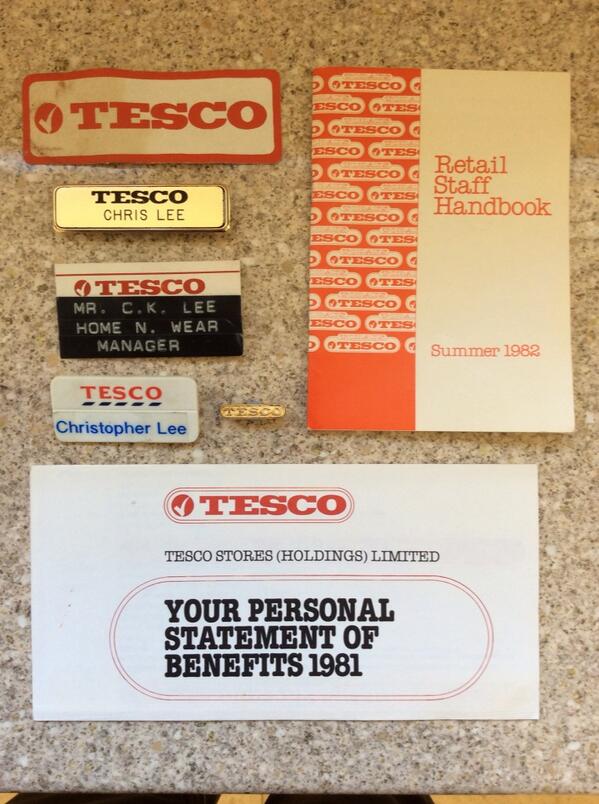 TESCO
TESCO
CHRIS LEE
TESCO
MR. C.K. LEE
HOME N. WEAR
MANAGER
TESCO
Christopher Lee
TESCO
Retail
Staff
Handbook
Summer 1982
TESCO
TESCO STORES (HOLDINGS) LIMITED
YOUR PERSONAL
STATEMENT OF
BENEFITS 1981